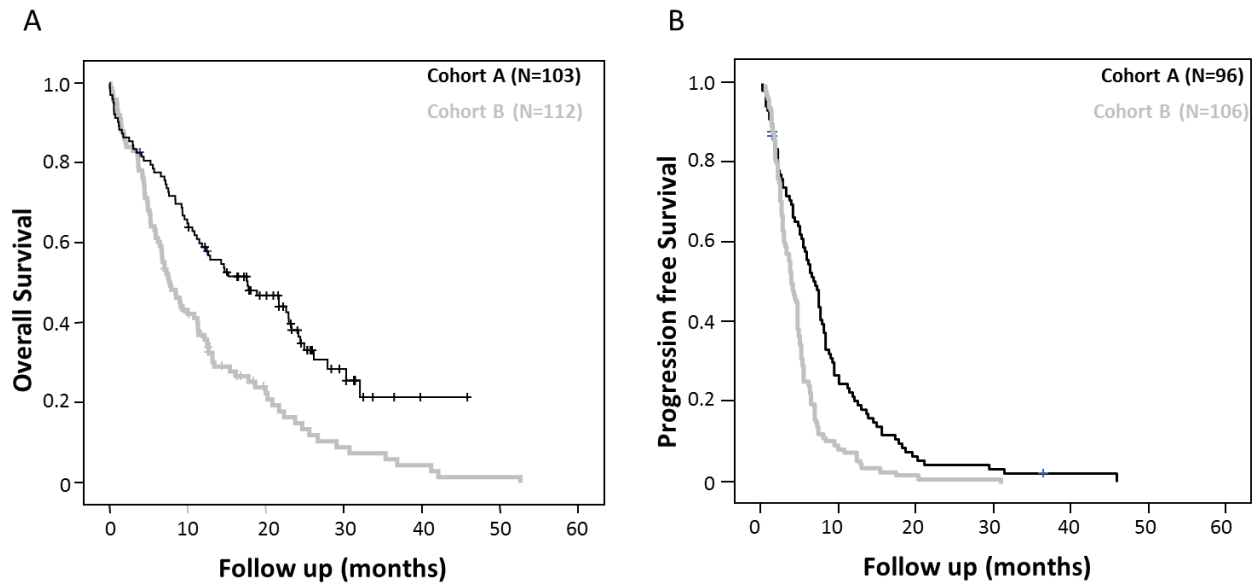 A
Cohort A (N=103)
Cohort B (N=112)
1.0
0.8
0.6
0.4
0.2
0
Overall Survival
0 10 20 30 40 50 60
Follow up (months)
B
Cohort A (N=96)
Cohort B (N=106)
1.0
0.8
0.6
0.4
0.2
0
Progression free Survival
0 10 20 30 40 50 60
Follow up (months)